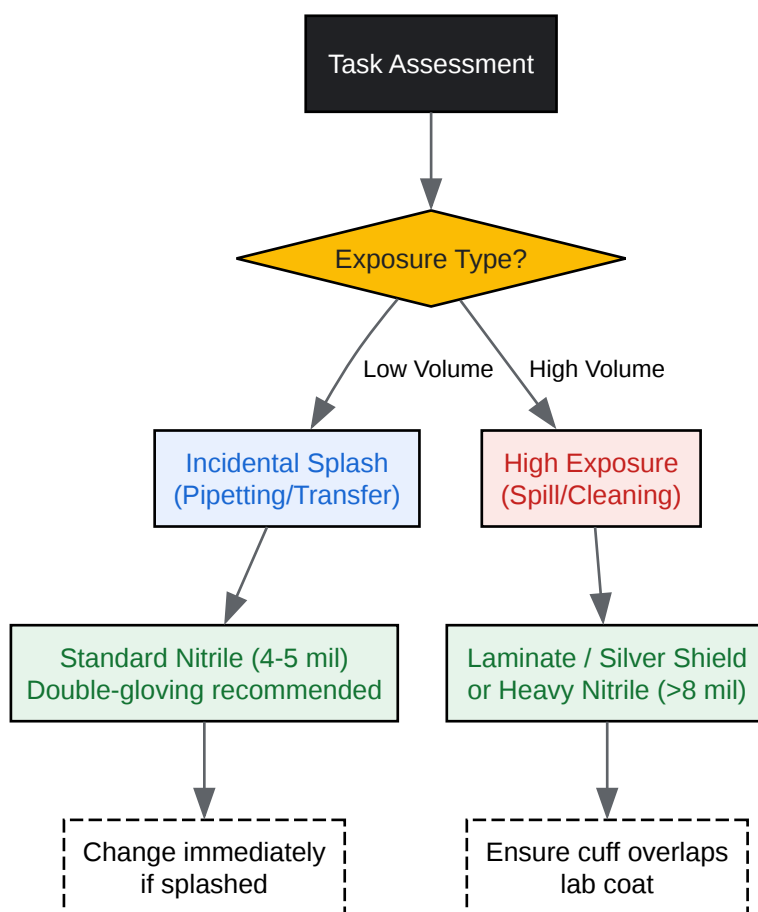 Task Assessment
Exposure Type?
Low Volume
High Volume
Incidental Splash
(Pipetting/Transfer)
High Exposure
(Spill/Cleaning)
Standard Nitrile (4-5 mil)
Double-gloving recommended
Laminate / Silver Shield
or Heavy Nitrile (>8 mil)
Change immediately
if splashed
Ensure cuff overlaps
lab coat